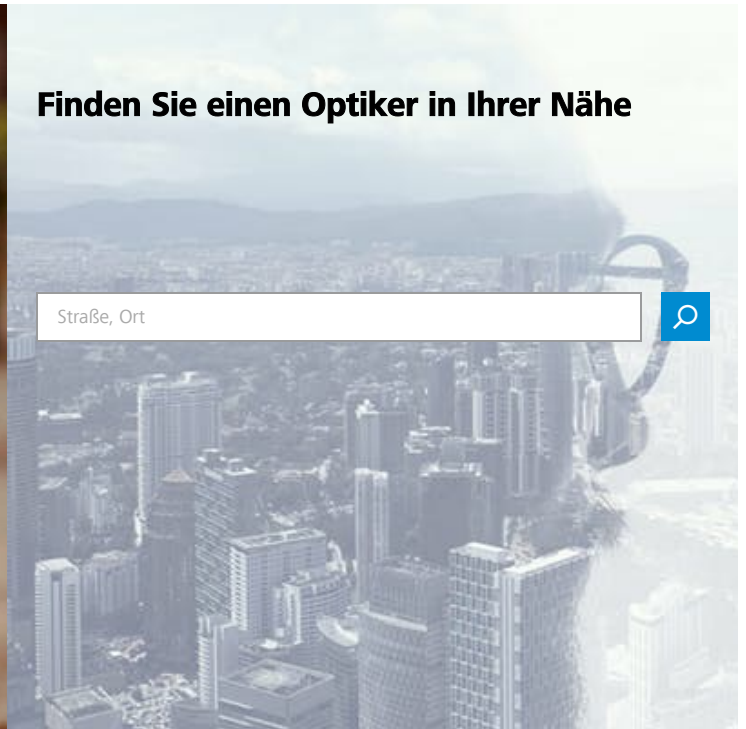 Finden Sie einen Optiker in Ihrer Nähe
Straße, Ort